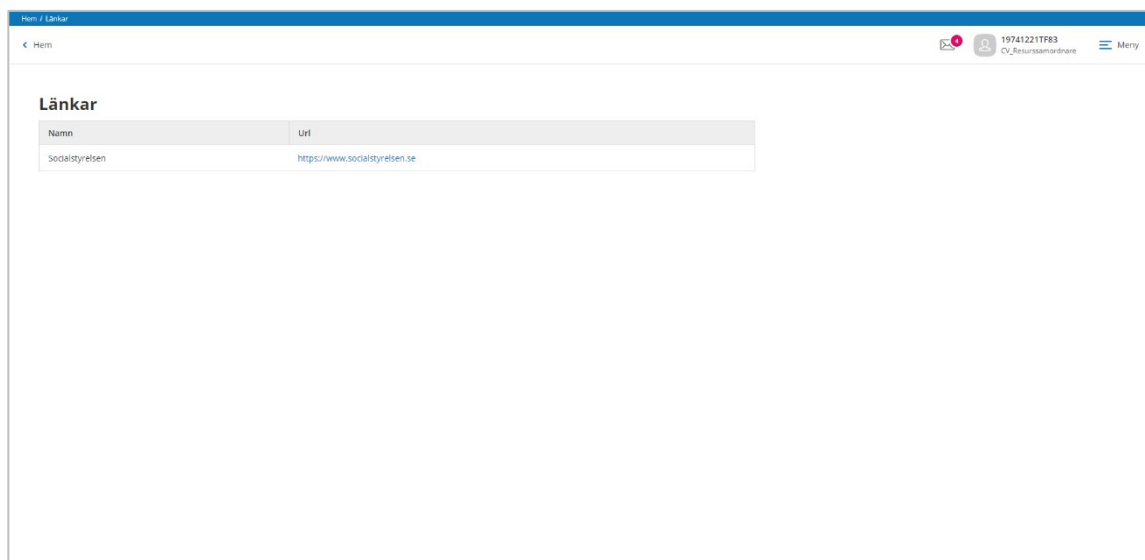 Hem / Länkar
Hem
4
19741221TF83
CV_Resurssamordnare
Meny
Länkar
Namn Url
Socialstyrelsen https://www.socialstyrelsen.se